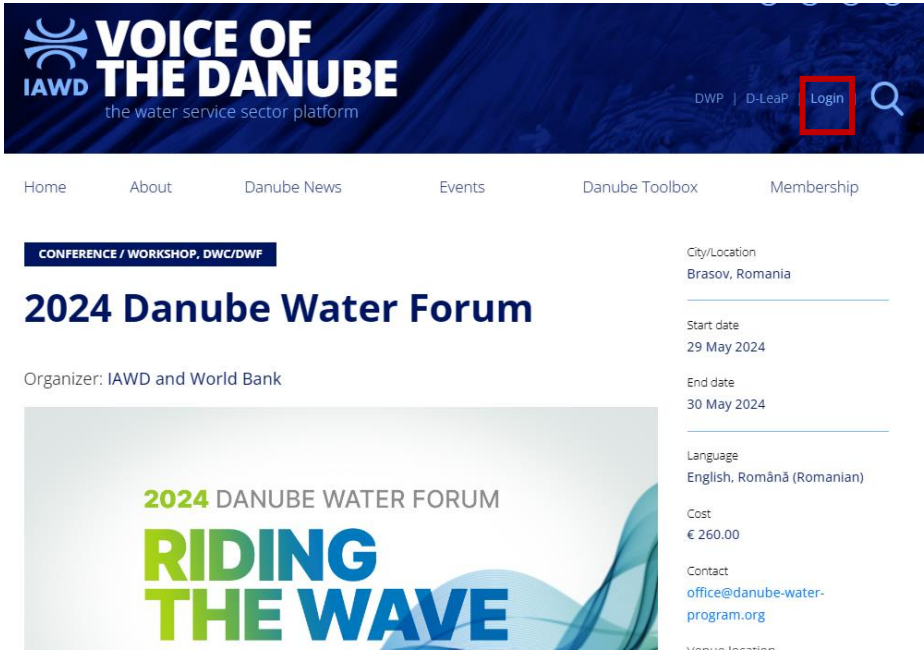 IAWD
VOICE OF
THE DANUBE
the water service sector platform
DWP | D-LeaP | Login |
Home About Danube News Events Danube Toolbox Membership
CONFERENCE / WORKSHOP, DWC/DWF
2024 Danube Water Forum
Organizer: IAWD and World Bank
2024 DANUBE WATER FORUM
RIDING
THE WAVE
City/Location
Brasov, Romania
Start date
29 May 2024
End date
30 May 2024
Language
English, Română (Romanian)
Cost
€ 260.00
Contact
office@danube-water-
program.org
Venue location